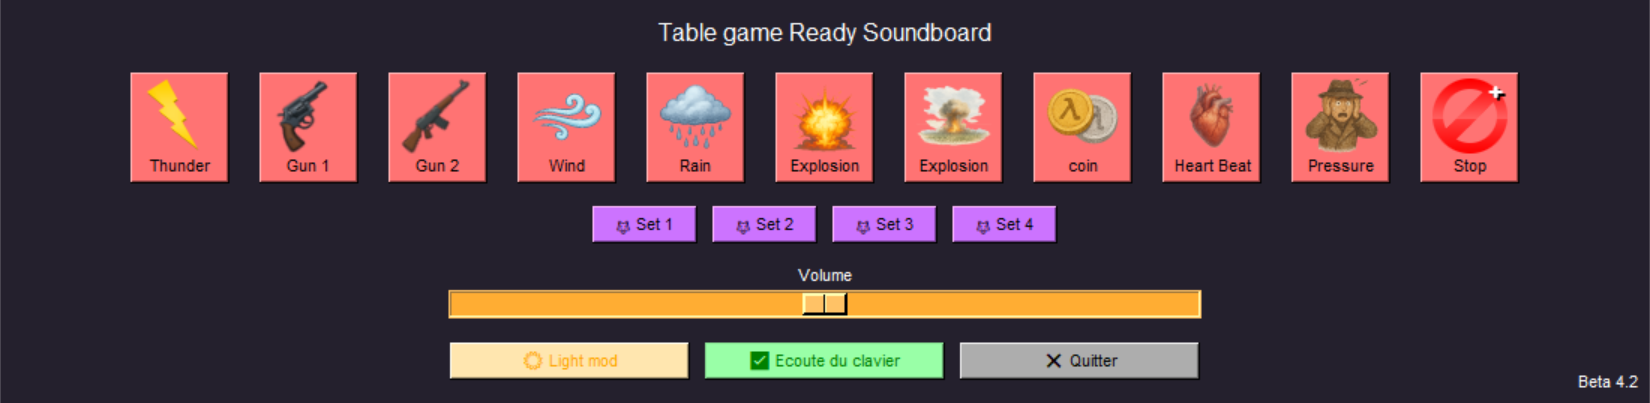 Table game Ready Soundboard
Thunder Gun 1 Gun 2 Wind Rain Explosion Explosion coin Heart Beat Pressure Stop
Set 1 Set 2 Set 3 Set 4
Volume
Light mod Ecoute du clavier Quitter
Beta 4.2